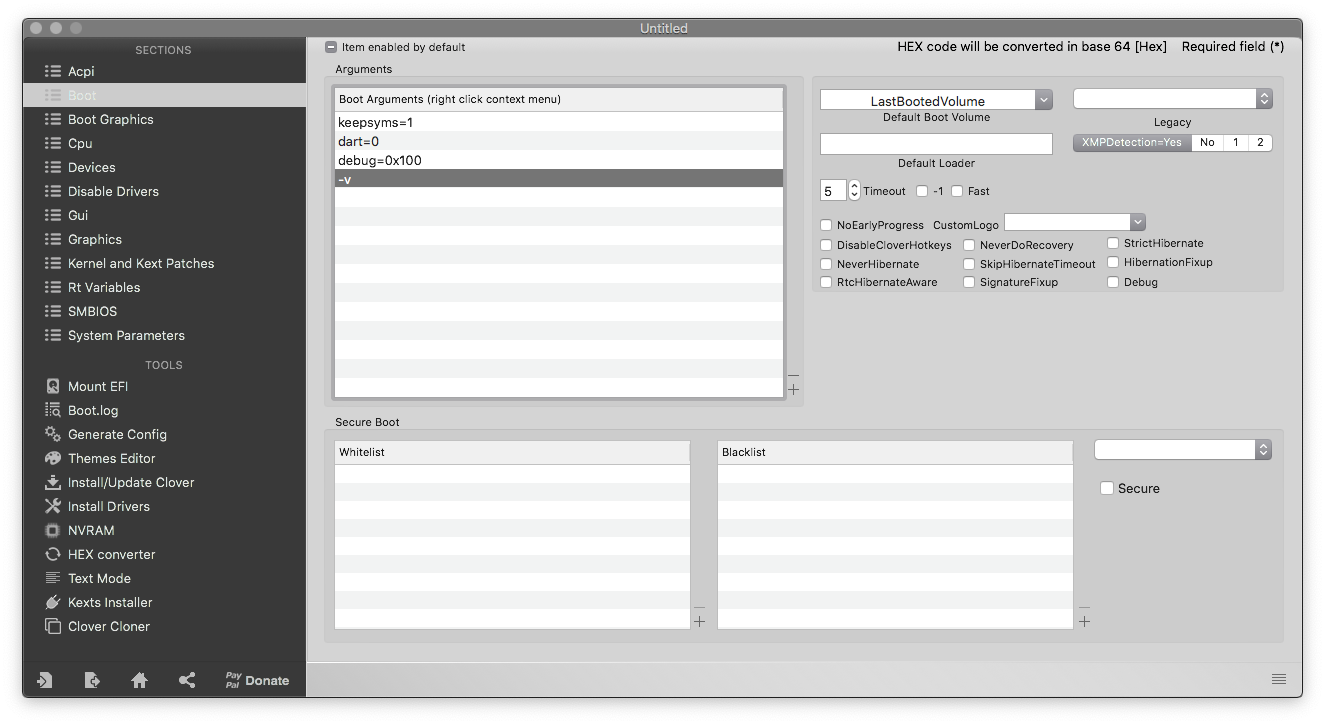 Untitled
SECTIONS
Acpi
Boot
Boot Graphics
Cpu
Devices
Disable Drivers
Gui
Graphics
Kernel and Kext Patches
Rt Variables
SMBIOS
System Parameters
TOOLS
Mount EFI
Boot.log
Generate Config
Themes Editor
Install/Update Clover
Install Drivers
NVRAM
HEX converter
Text Mode
Kexts Installer
Clover Cloner
Pay
Pal
Donate
Item enabled by default
HEX code will be converted in base 64 [Hex] Required field (*)
Arguments
Boot Arguments (right click context menu)
keepsyms=1
dart=0
debug=0x100
-v
LastBootedVolume
Default Boot Volume
Legacy
Default Loader
XMPDetection=Yes No 1 2
5 Timeout -1 Fast
NoEarlyProgress CustomLogo
DisableCloverHotkeys NeverDoRecovery StrictHibernate
NeverHibernate SkipHibernateTimeout HibernationFixup
RtcHibernateAware SignatureFixup Debug
Secure Boot
Whitelist
Blacklist
Secure